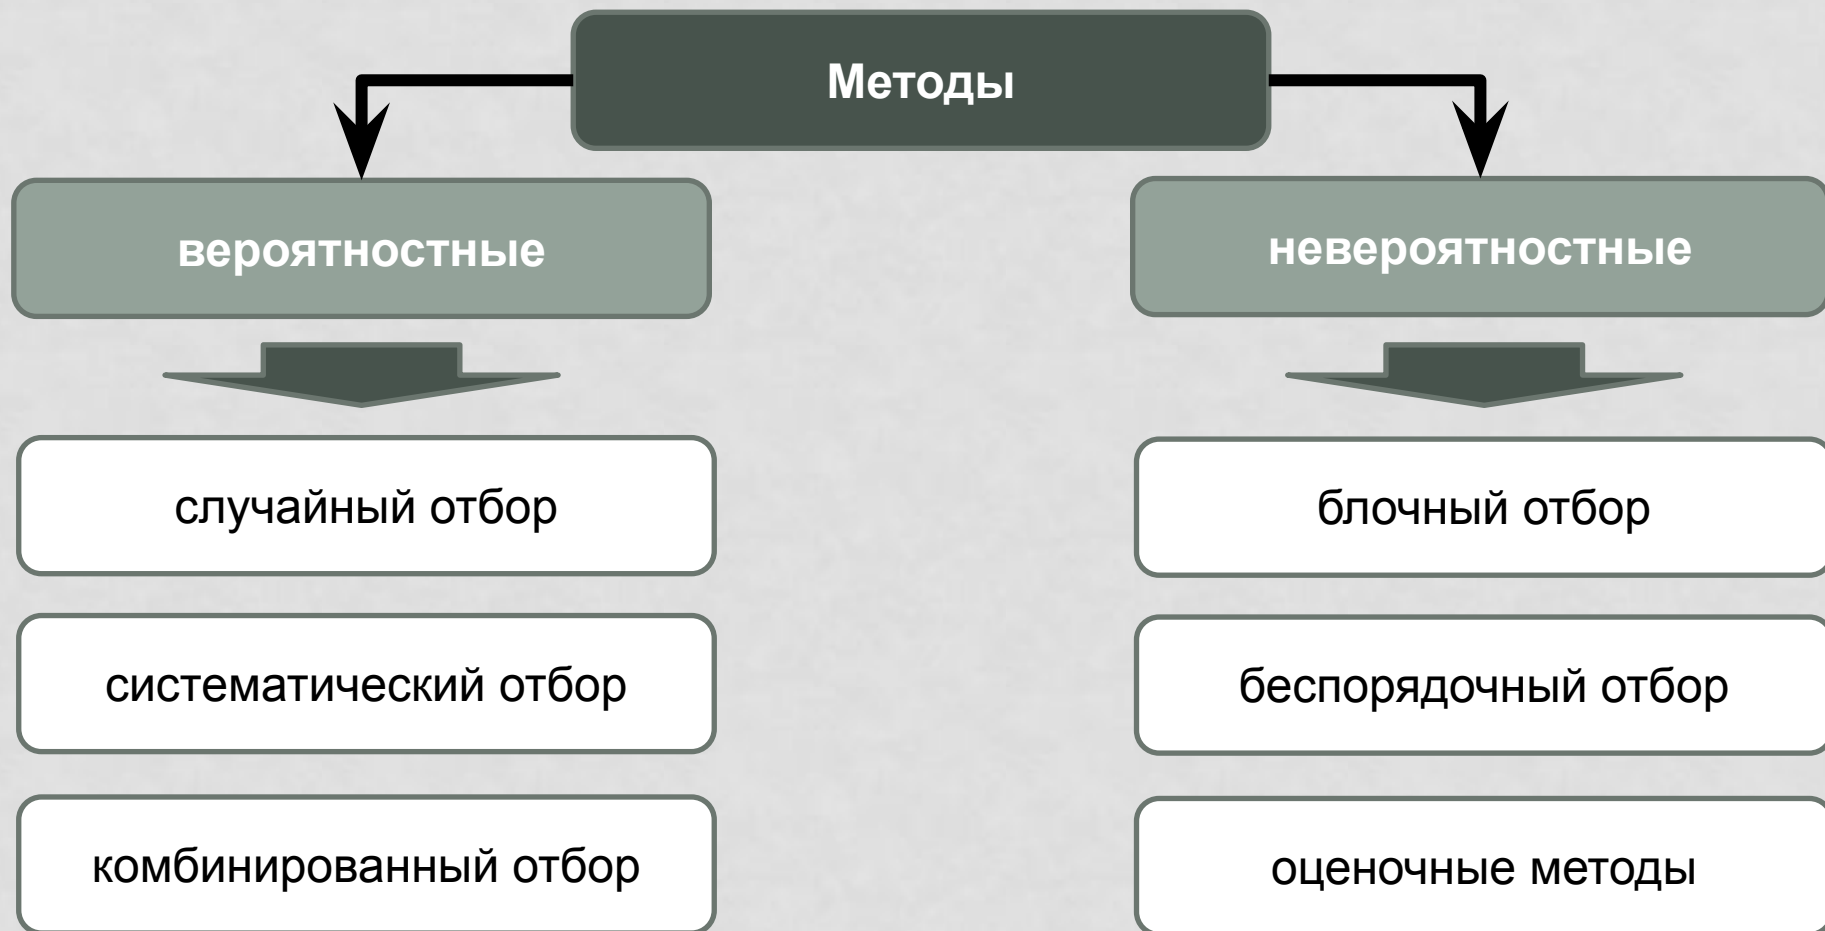 Методы
вероятностные
невероятностные
случайный отбор
блочный отбор
систематический отбор
беспорядочный отбор
комбинированный отбор
оценочные методы